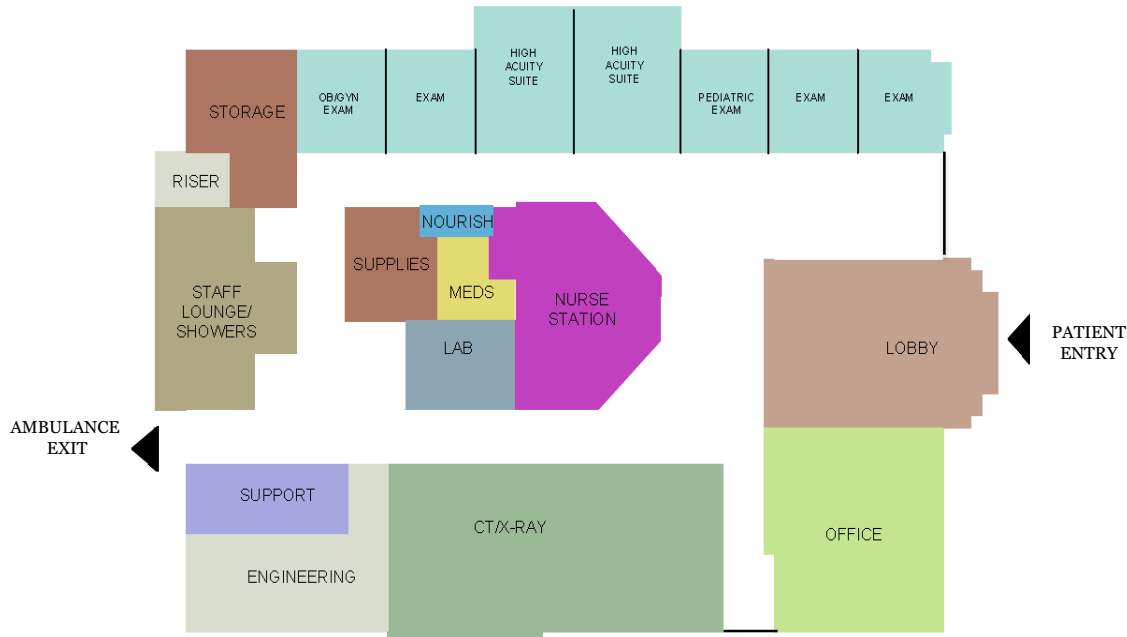 HIGH
ACUITY
SUITE
HIGH
ACUITY
SUITE
STORAGE
OB/GYN
EXAM
EXAM
PEDIATRIC
EXAM
EXAM
EXAM
RISER
NOURISH
SUPPLIES
MEDS
STAFF
LOUNGE/
SHOWERS
NURSE
STATION
LAB
LOBBY
PATIENT
ENTRY
AMBULANCE
EXIT
SUPPORT
CT/X-RAY
OFFICE
ENGINEERING